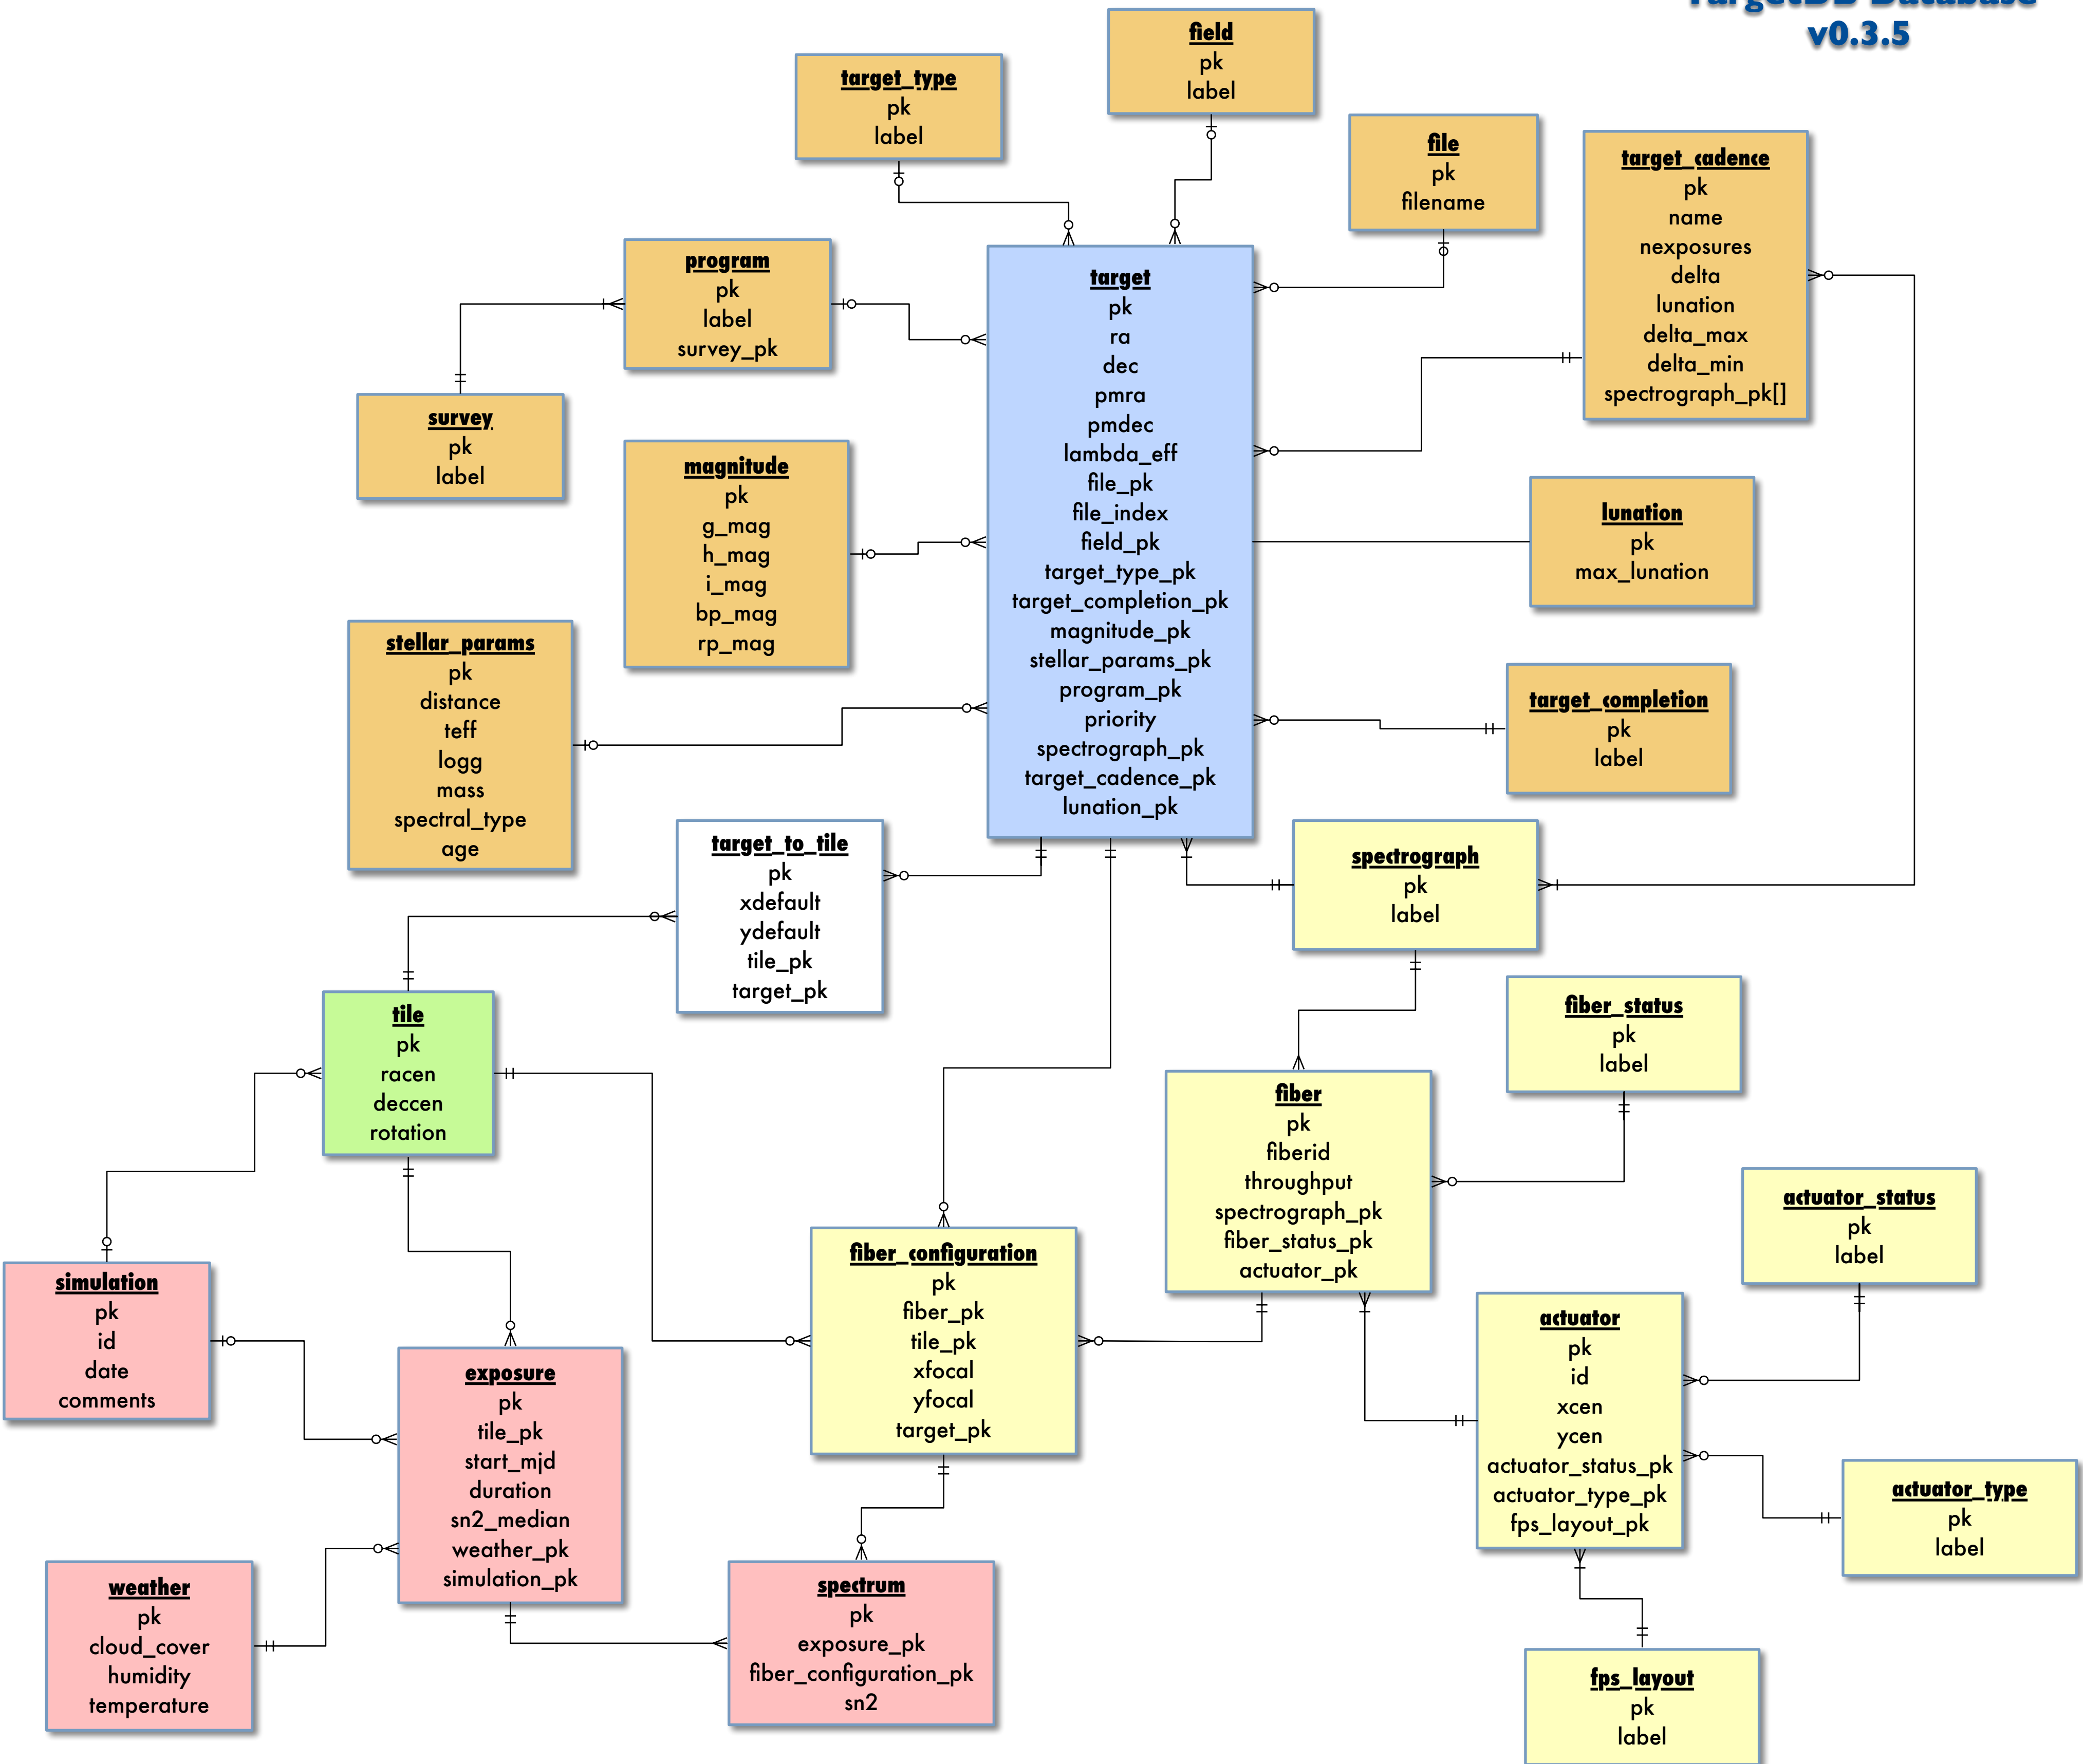 TargetDB Database
v0.3.5
field
pk
label
target_type
pk
label
file
pk
filename
target_cadence
pk
name
nexposures
delta
lunation
delta_max
delta_min
spectrograph_pk[]
program
pk
label
survey_pk
target
pk
ra
dec
pmra
pmdec
lambda_eff
file_pk
file_index
field_pk
target_type_pk
target_completion_pk
magnitude_pk
stellar_params_pk
program_pk
priority
spectrograph_pk
target_cadence_pk
lunation_pk
survey
pk
label
magnitude
pk
g_mag
h_mag
i_mag
bp_mag
rp_mag
lunation
pk
max_lunation
stellar_params
pk
distance
teff
logg
mass
spectral_type
age
target_completion
pk
label
target_to_tile
pk
xdefault
ydefault
tile_pk
target_pk
spectrograph
pk
label
tile
pk
racen
deccen
rotation
fiber_status
pk
label
fiber
pk
fiberid
throughput
spectrograph_pk
fiber_status_pk
actuator_pk
actuator_status
pk
label
simulation
pk
id
date
comments
fiber_configuration
pk
fiber_pk
tile_pk
xfocal
yfocal
target_pk
actuator
pk
id
xcen
ycen
actuator_status_pk
actuator_type_pk
fps_layout_pk
exposure
pk
tile_pk
start_mjd
duration
sn2_median
weather_pk
simulation_pk
actuator_type
pk
label
weather
pk
cloud_cover
humidity
temperature
spectrum
pk
exposure_pk
fiber_configuration_pk
sn2
fps_layout
pk
label